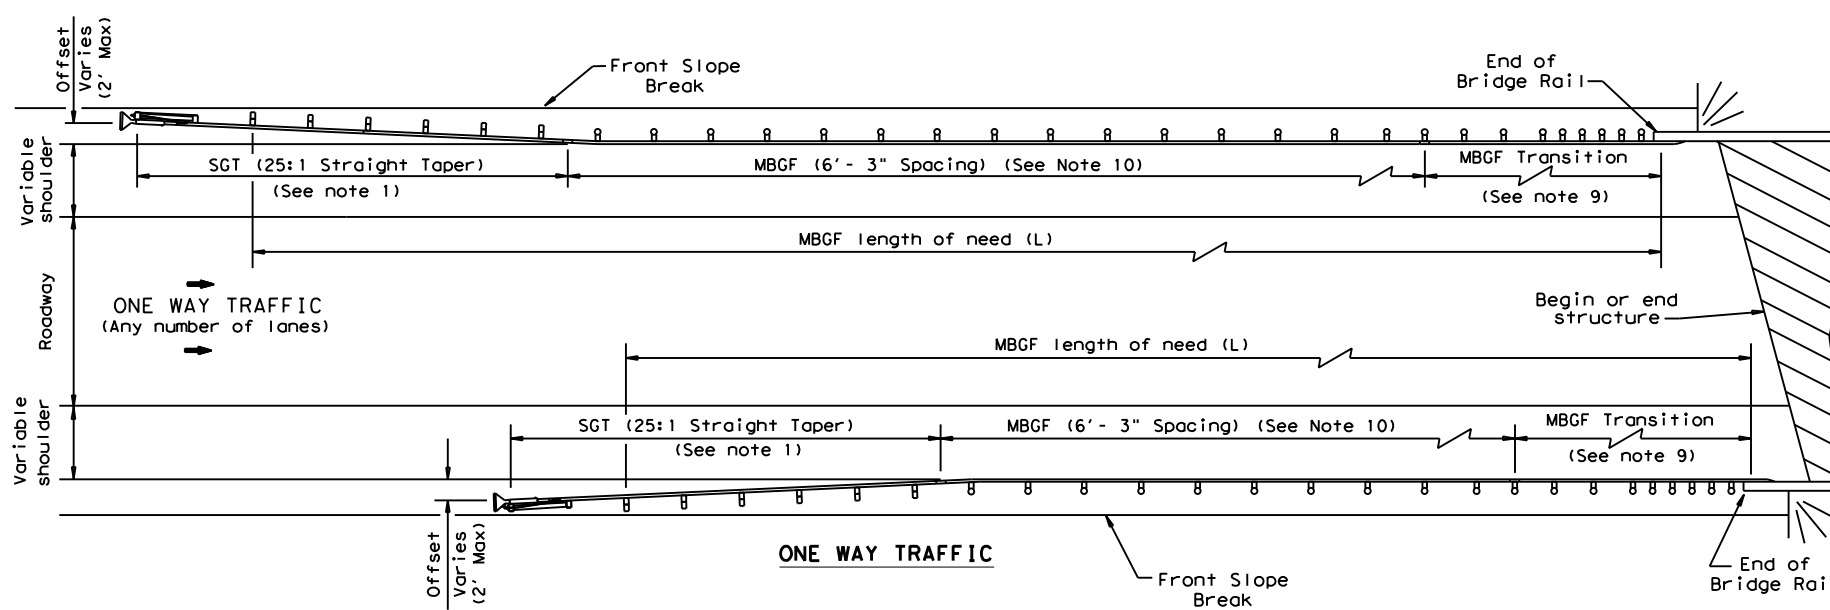 Offset
Varies
(2' Max)
Front Slope
Break
End of
Bridge Rail
Variable
shoulder
SGT (25:1 Straight Taper)
(See note 1)
MBGF (6'- 3" Spacing) (See Note 10)
MBGF Transition
(See note 9)
MBGF length of need (L)
Roadway
ONE WAY TRAFFIC
(Any number of lanes)
Begin or end
structure
MBGF length of need (L)
Variable
shoulder
SGT (25:1 Straight Taper)
(See note 1)
MBGF (6'- 3" Spacing) (See Note 10)
MBGF Transition
(See note 9)
Offset
Varies
(2' Max)
ONE WAY TRAFFIC
Front Slope
Break
End of
Bridge Rai